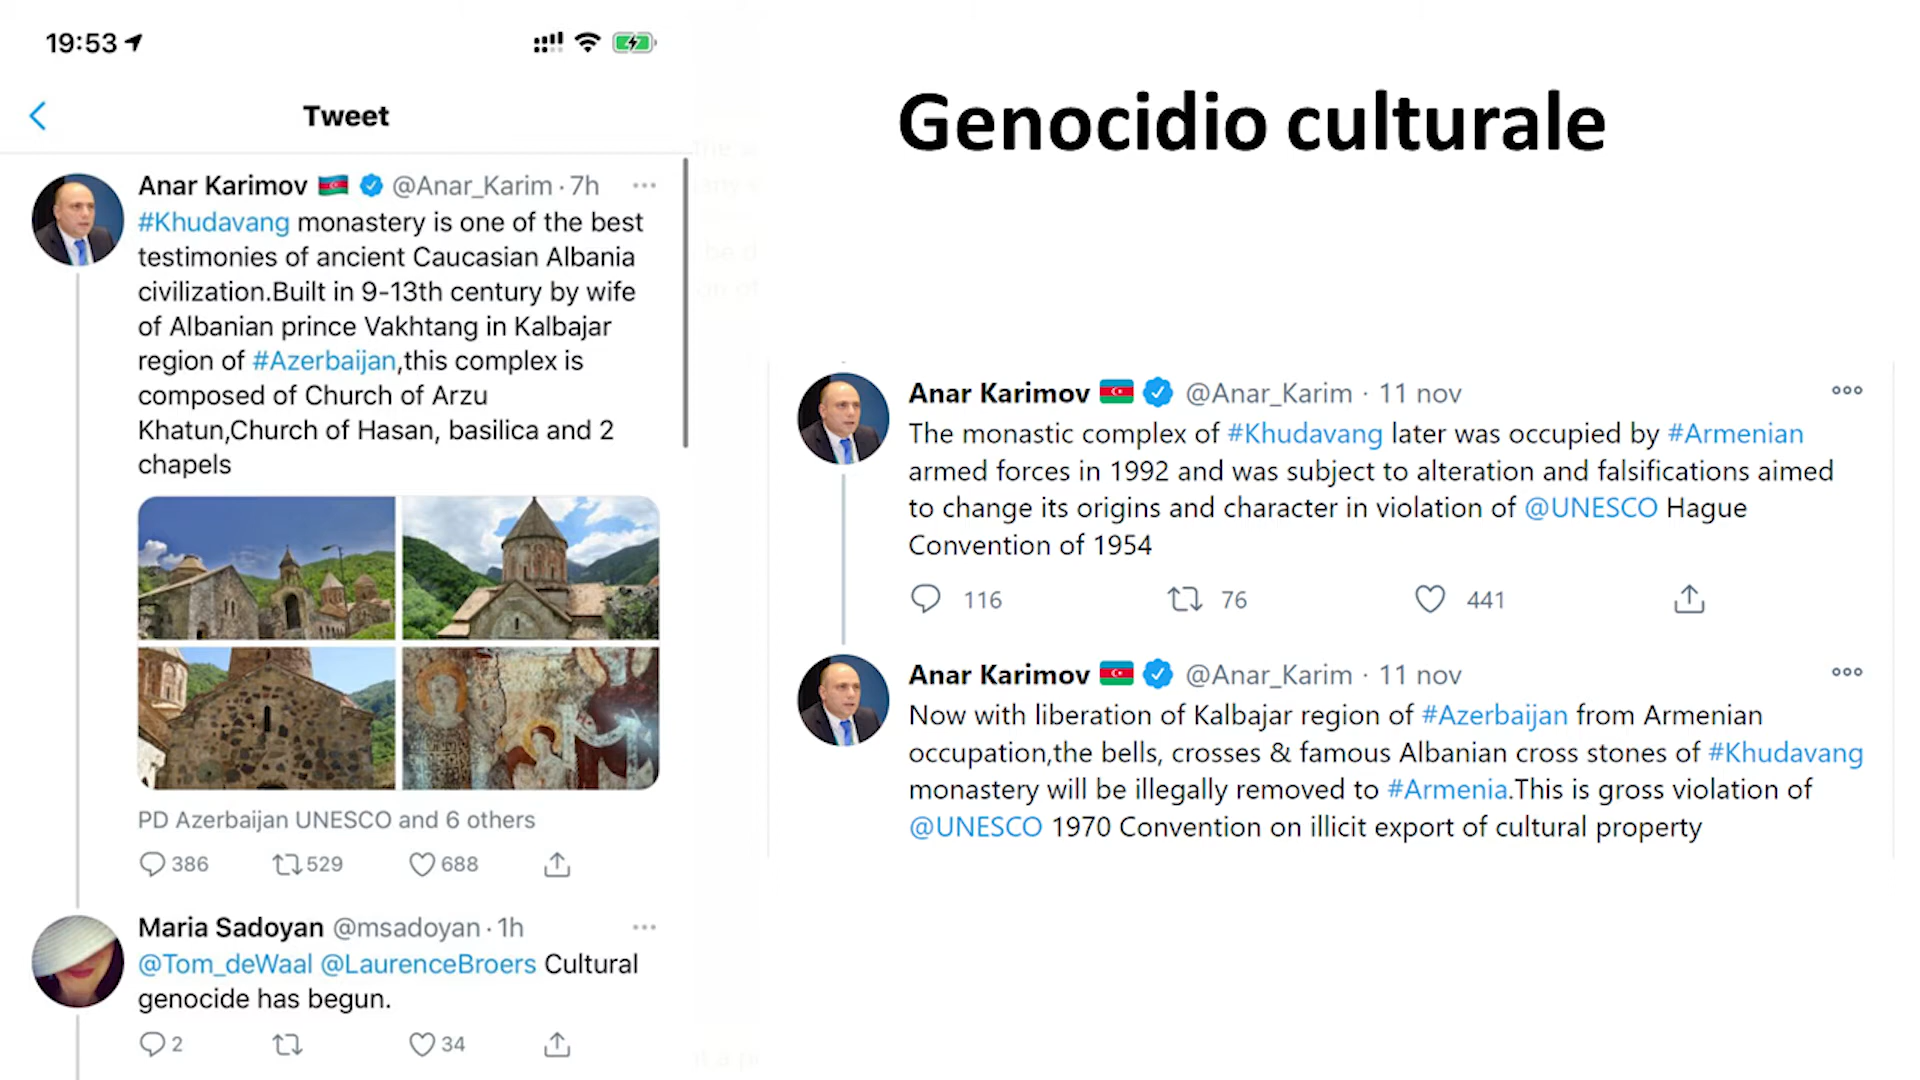 19:53
Tweet
Anar Karimov @Anar_Karim · 7h
#Khudavang monastery is one of the best
testimonies of ancient Caucasian Albania
civilization.Built in 9-13th century by wife
of Albanian prince Vakhtang in Kalbajar
region of #Azerbaijan,this complex is
composed of Church of Arzu
Khatun,Church of Hasan, basilica and 2
chapels
PD Azerbaijan UNESCO and 6 others
386 529 688
Maria Sadoyan @msadoyan · 1h
@Tom_deWaal @LaurenceBroers Cultural
genocide has begun.
2 34
Genocidio culturale
Anar Karimov @Anar_Karim · 11 nov
The monastic complex of #Khudavang later was occupied by #Armenian
armed forces in 1992 and was subject to alteration and falsifications aimed
to change its origins and character in violation of @UNESCO Hague
Convention of 1954
116 76 441
Anar Karimov @Anar_Karim · 11 nov
Now with liberation of Kalbajar region of #Azerbaijan from Armenian
occupation,the bells, crosses & famous Albanian cross stones of #Khudavang
monastery will be illegally removed to #Armenia.This is gross violation of
@UNESCO 1970 Convention on illicit export of cultural property